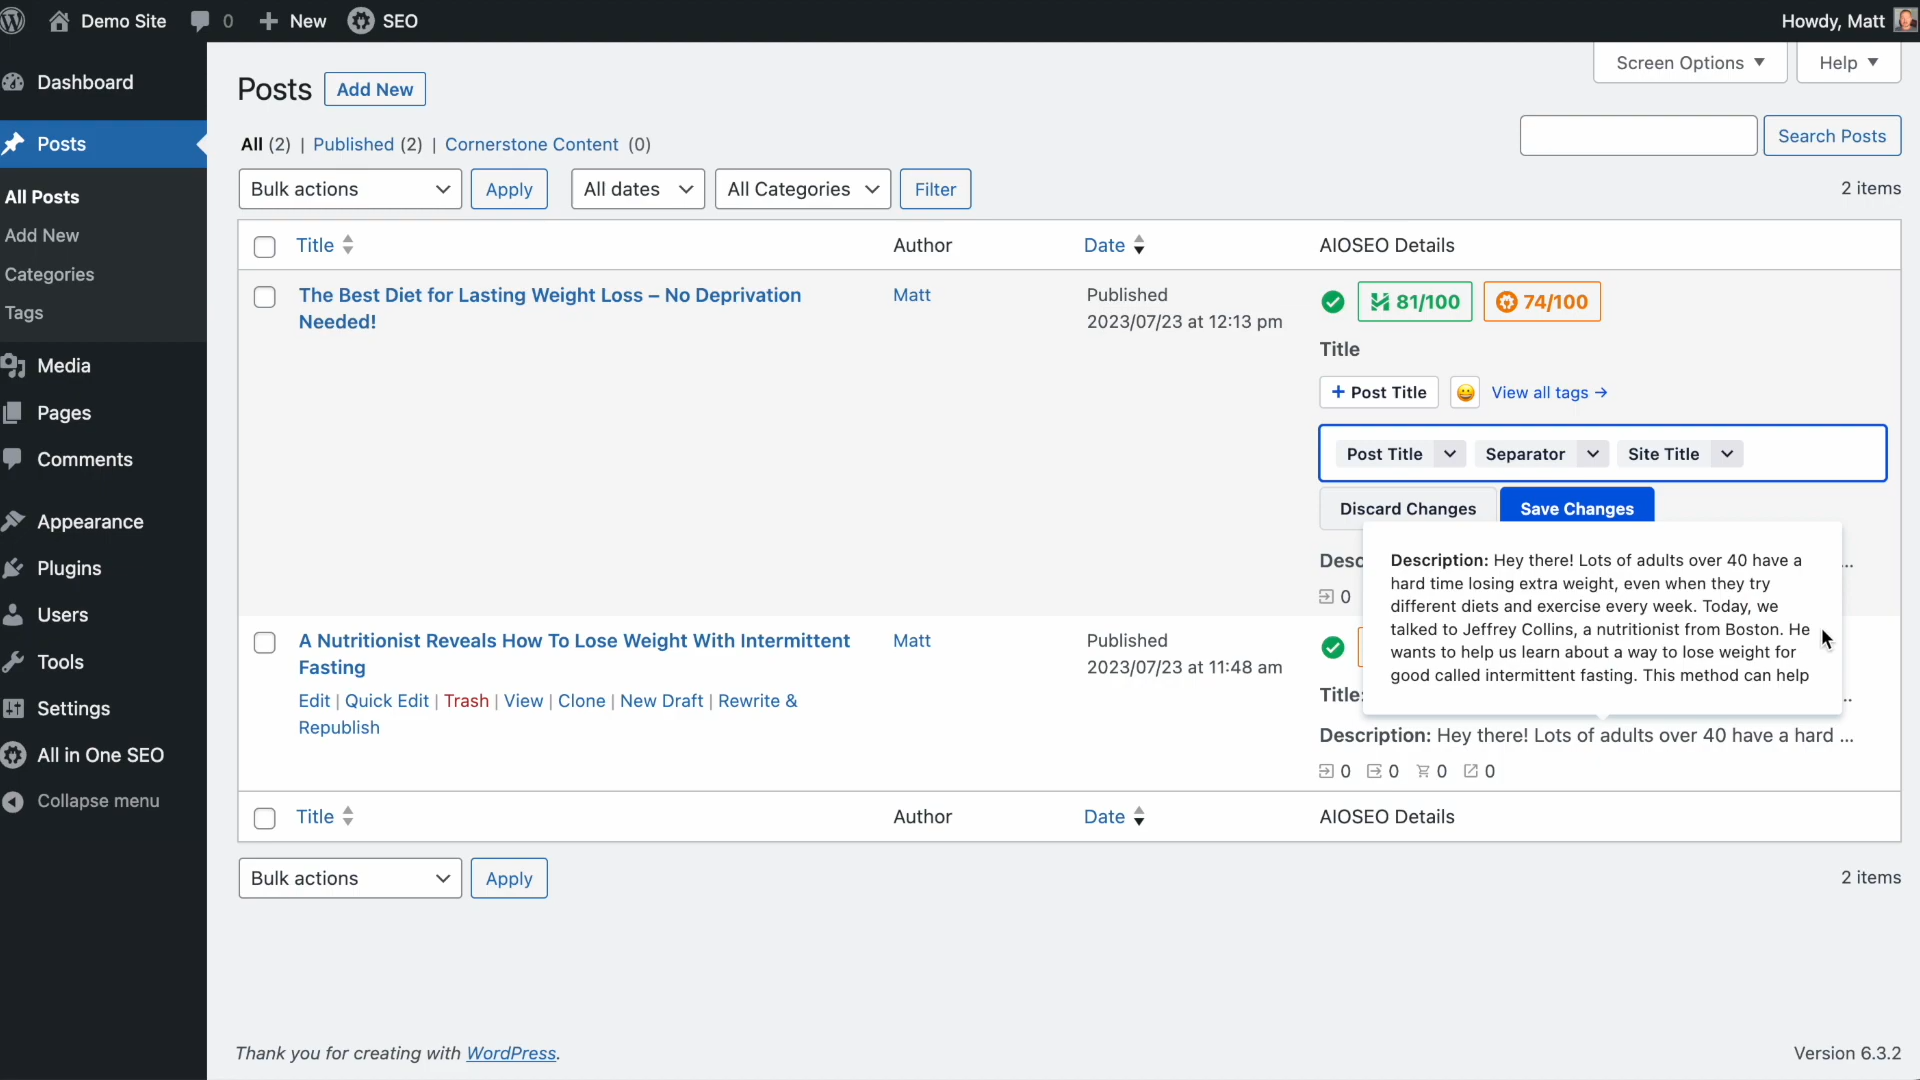 Demo Site 0 New SEO Howdy, Matt
Screen Options Help
Dashboard
Posts
All Posts
Add New
Categories
Tags
Media
Pages
Comments
Appearance
Plugins
Users
Tools
Settings
All in One SEO
Collapse menu
Posts Add New
All (2) | Published (2) | Cornerstone Content (0)
Search Posts
Bulk actions Apply All dates All Categories Filter
2 items
Title Author Date AIOSEO Details
The Best Diet for Lasting Weight Loss – No Deprivation
Needed!
Matt
Published
2023/07/23 at 12:13 pm
81/100 74/100
Title
+ Post Title View all tags →
Post Title Separator Site Title
Discard Changes Save Changes
Desc ...
0
Description: Hey there! Lots of adults over 40 have a
hard time losing extra weight, even when they try
different diets and exercise every week. Today, we
talked to Jeffrey Collins, a nutritionist from Boston. He
wants to help us learn about a way to lose weight for
good called intermittent fasting. This method can help
A Nutritionist Reveals How To Lose Weight With Intermittent
Fasting
Edit | Quick Edit | Trash | View | Clone | New Draft | Rewrite &
Republish
Matt
Published
2023/07/23 at 11:48 am
Title: ..
Description: Hey there! Lots of adults over 40 have a hard ...
0 0 0 0
Title Author Date AIOSEO Details
Bulk actions Apply
2 items
Thank you for creating with WordPress.
Version 6.3.2